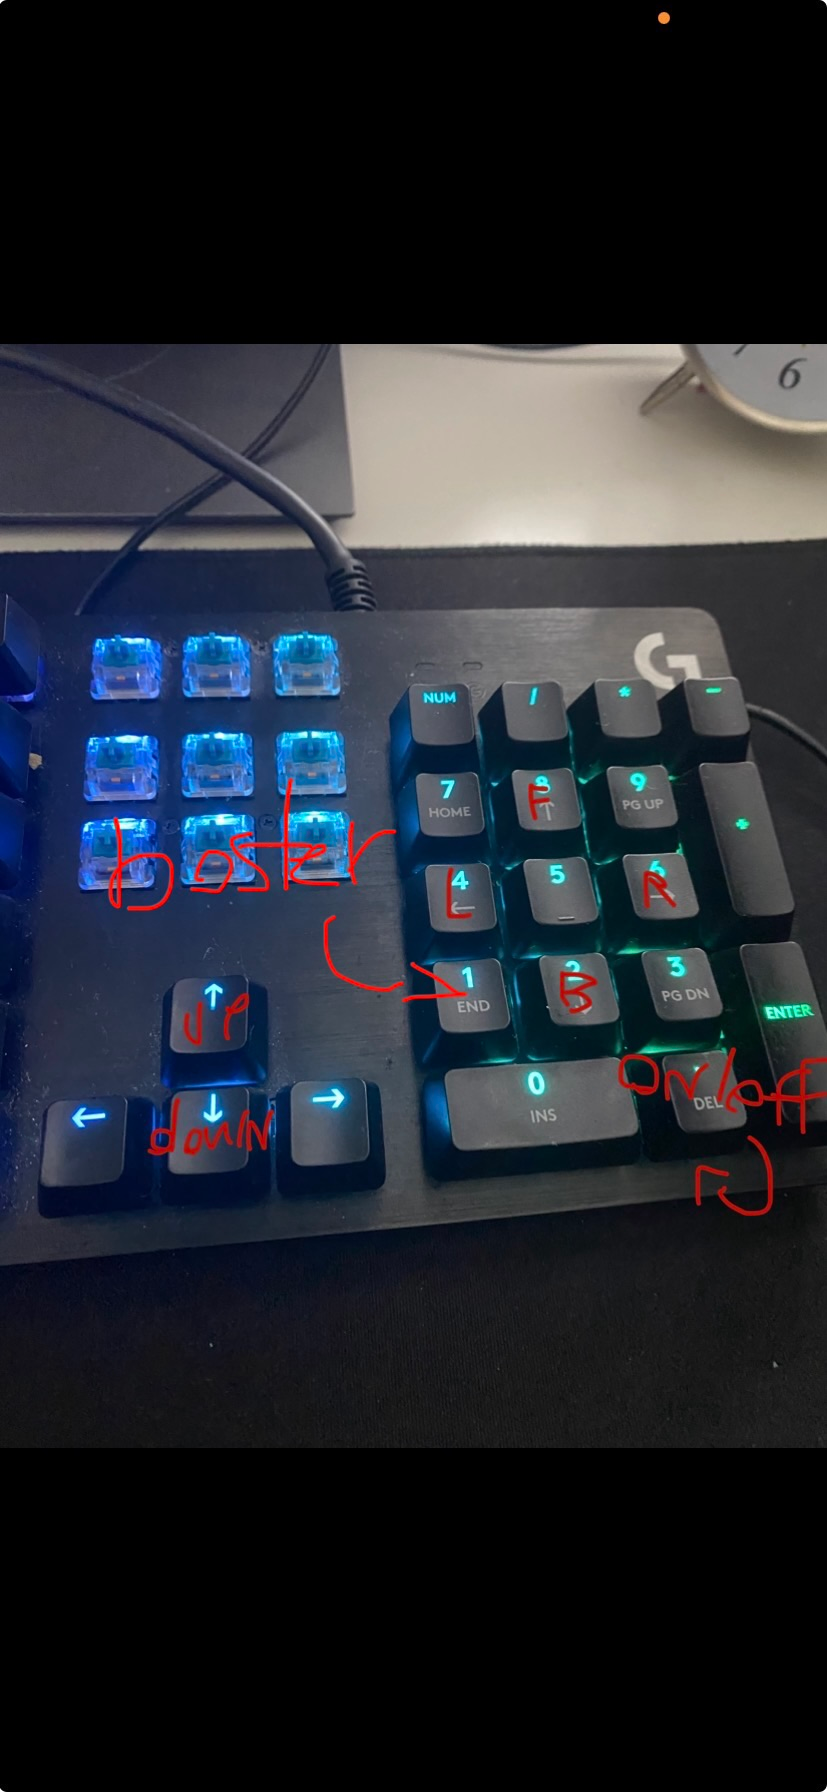 6
G
NUM / * -
7 HOME 8 ↑ F 9 PG UP +
boster
4 ← L 5 _ 6 R
1 END 2 B 3 PG DN ENTER
↑ UP
0 INS DEL on/off
← ↓ down →